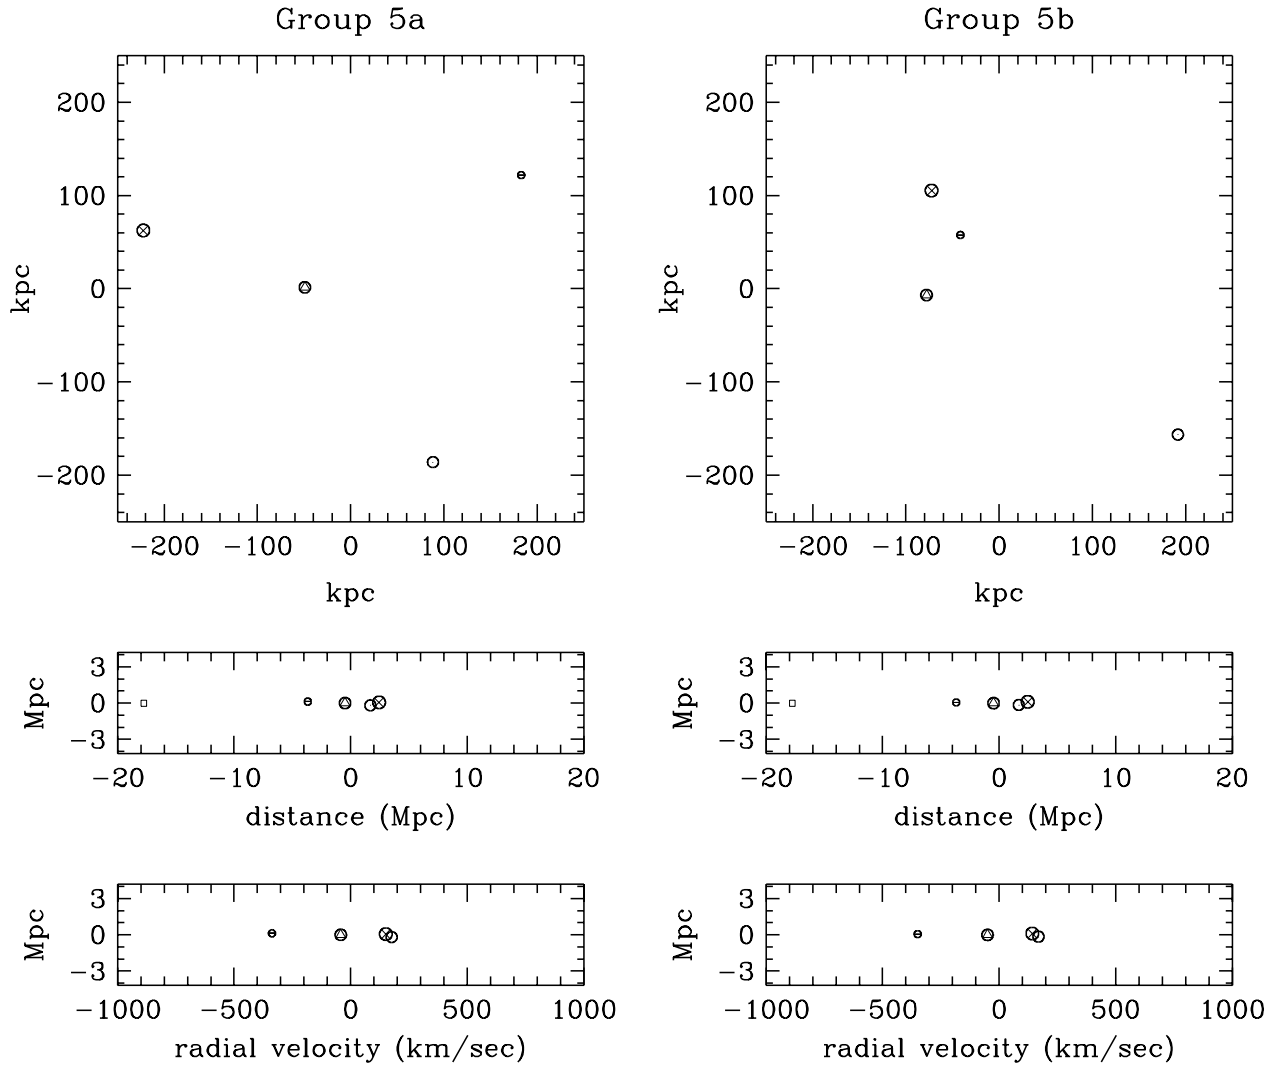 Group 5a
Group 5b
200
100
0
−100
−200
kpc
−200 −100 0 100 200
kpc
200
100
0
−100
−200
kpc
−200 −100 0 100 200
kpc
3
0
−3
Mpc
−20 −10 0 10 20
distance (Mpc)
3
0
−3
Mpc
−20 −10 0 10 20
distance (Mpc)
3
0
−3
Mpc
−1000 −500 0 500 1000
radial velocity (km/sec)
3
0
−3
Mpc
−1000 −500 0 500 1000
radial velocity (km/sec)